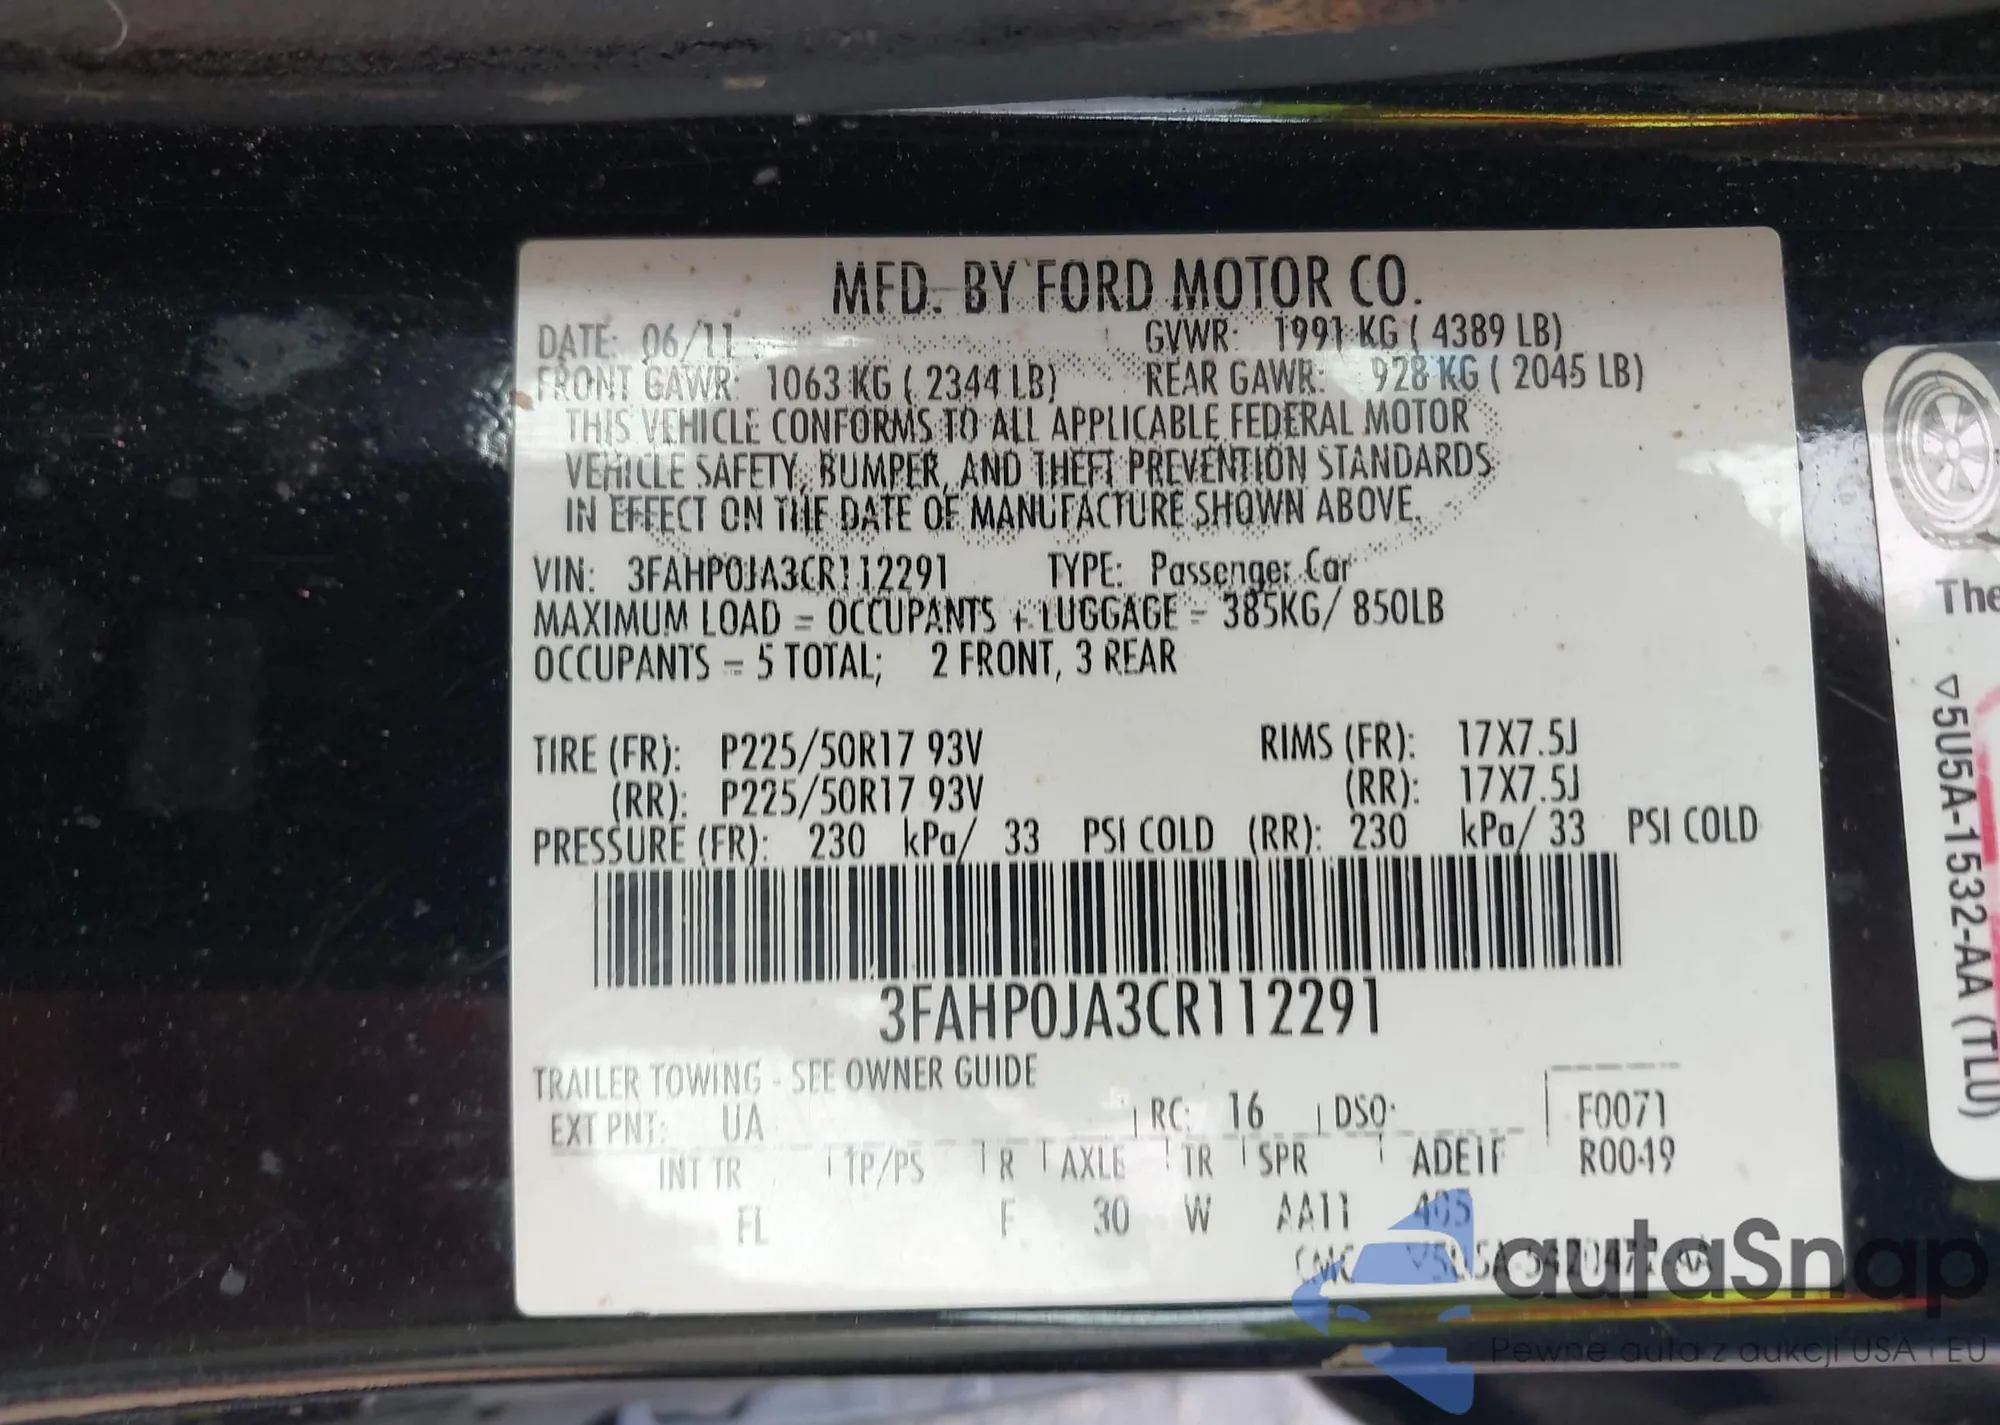 MFD. BY FORD MOTOR CO.
DATE: 06/11 GVWR: 1991 KG ( 4389 LB)
FRONT GAWR: 1063 KG ( 2344 LB) REAR GAWR: 928 KG ( 2045 LB)
THIS VEHICLE CONFORMS TO ALL APPLICABLE FEDERAL MOTOR
VEHICLE SAFETY, BUMPER, AND THEFT PREVENTION STANDARDS
IN EFFECT ON THE DATE OF MANUFACTURE SHOWN ABOVE.
VIN: 3FAHP0JA3CR112291 TYPE: Passenger Car
MAXIMUM LOAD = OCCUPANTS + LUGGAGE = 385KG/ 850LB
OCCUPANTS = 5 TOTAL; 2 FRONT, 3 REAR
TIRE (FR): P225/50R17 93V RIMS (FR): 17X7.5J
(RR): P225/50R17 93V (RR): 17X7.5J
PRESSURE (FR): 230 kPa/ 33 PSI COLD (RR): 230 kPa/ 33 PSI COLD
3FAHP0JA3CR112291
TRAILER TOWING - SEE OWNER GUIDE
EXT PNT: UA RC: 16 DSO: F0071
INT TR TP/PS R AXLE TR SPR ADE1F R0049
FL F 30 W AA11 405
CMC
The
▽5U5A-1532-AA (TLU)
autaSnap
Pewne auta z aukcji USA i EU